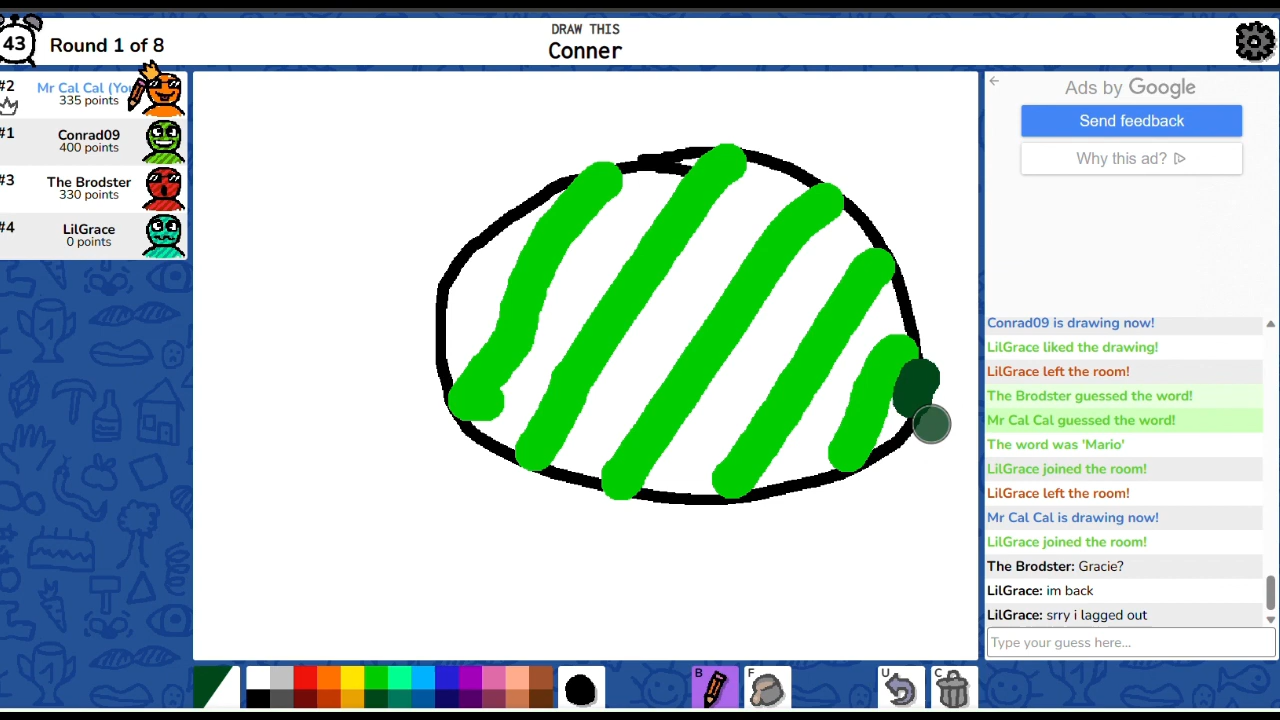 43
Round 1 of 8
DRAW THIS
Conner
#2
Mr Cal Cal (You
335 points
#1
Conrad09
400 points
#3
The Brodster
330 points
#4
LilGrace
0 points
Ads by Google
Send feedback
Why this ad?
Conrad09 is drawing now!
LilGrace liked the drawing!
LilGrace left the room!
The Brodster guessed the word!
Mr Cal Cal guessed the word!
The word was 'Mario'
LilGrace joined the room!
LilGrace left the room!
Mr Cal Cal is drawing now!
LilGrace joined the room!
The Brodster: Gracie?
LilGrace: im back
LilGrace: srry i lagged out
Type your guess here...
B
F
U
C